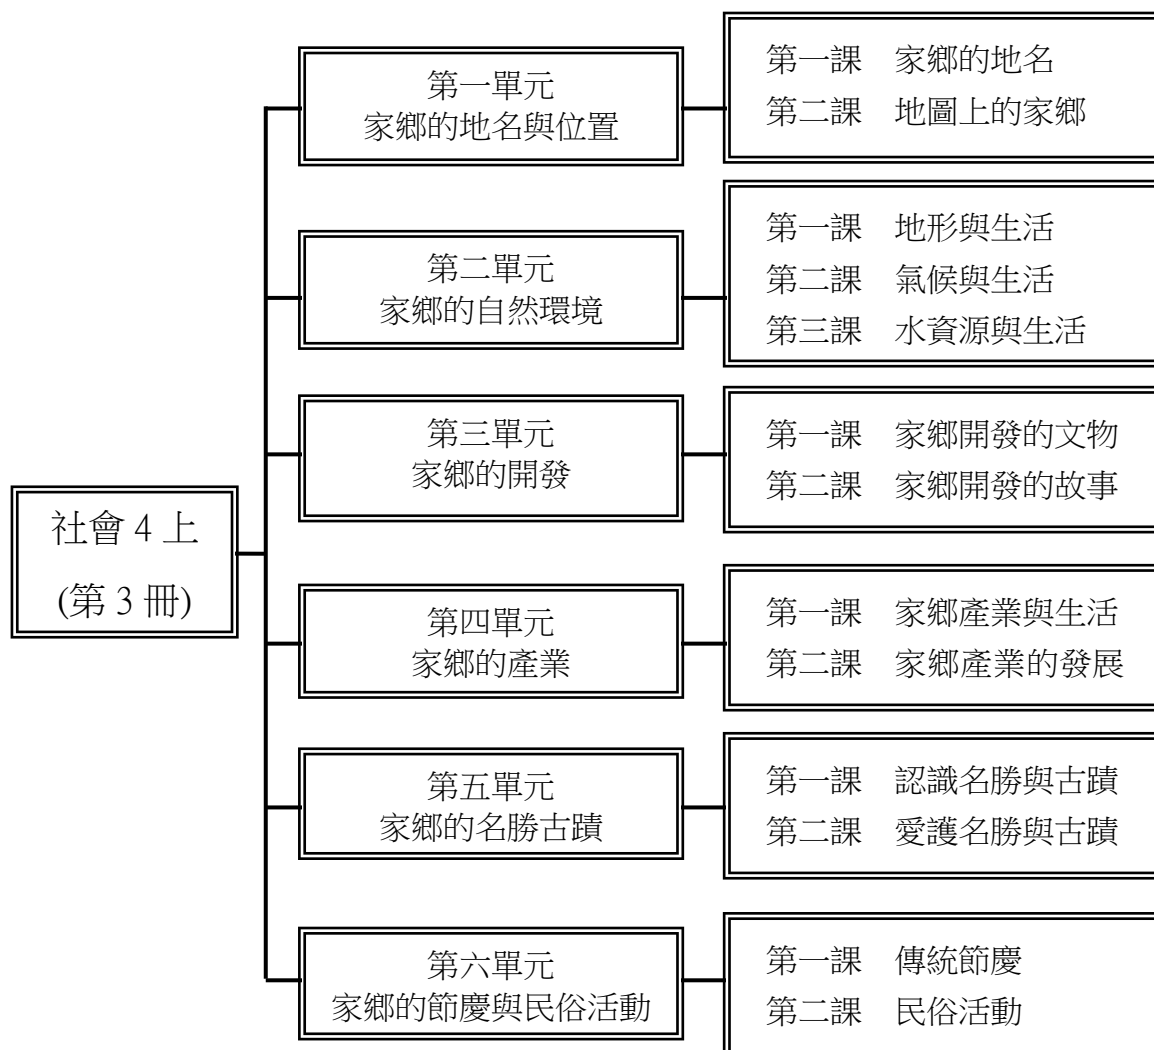 社會 4 上
(第 3 冊)
第一單元
家鄉的地名與位置
第一課 家鄉的地名
第二課 地圖上的家鄉
第二單元
家鄉的自然環境
第一課 地形與生活
第二課 氣候與生活
第三課 水資源與生活
第三單元
家鄉的開發
第一課 家鄉開發的文物
第二課 家鄉開發的故事
第四單元
家鄉的產業
第一課 家鄉產業與生活
第二課 家鄉產業的發展
第五單元
家鄉的名勝古蹟
第一課 認識名勝與古蹟
第二課 愛護名勝與古蹟
第六單元
家鄉的節慶與民俗活動
第一課 傳統節慶
第二課 民俗活動